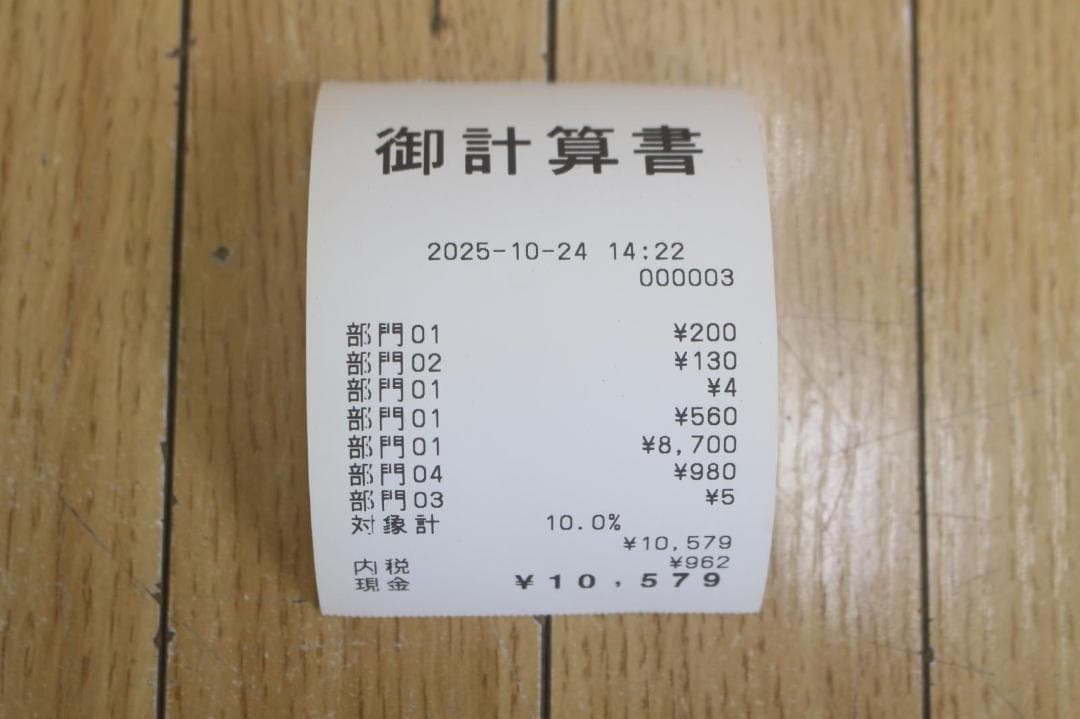 御計算書
2025-10-24 14:22
000003
部門01 ¥200
部門02 ¥130
部門01 ¥4
部門01 ¥560
部門01 ¥8,700
部門04 ¥980
部門03 ¥5
対象計 10.0%
¥10,579
内税 ¥962
現金 ¥10,579